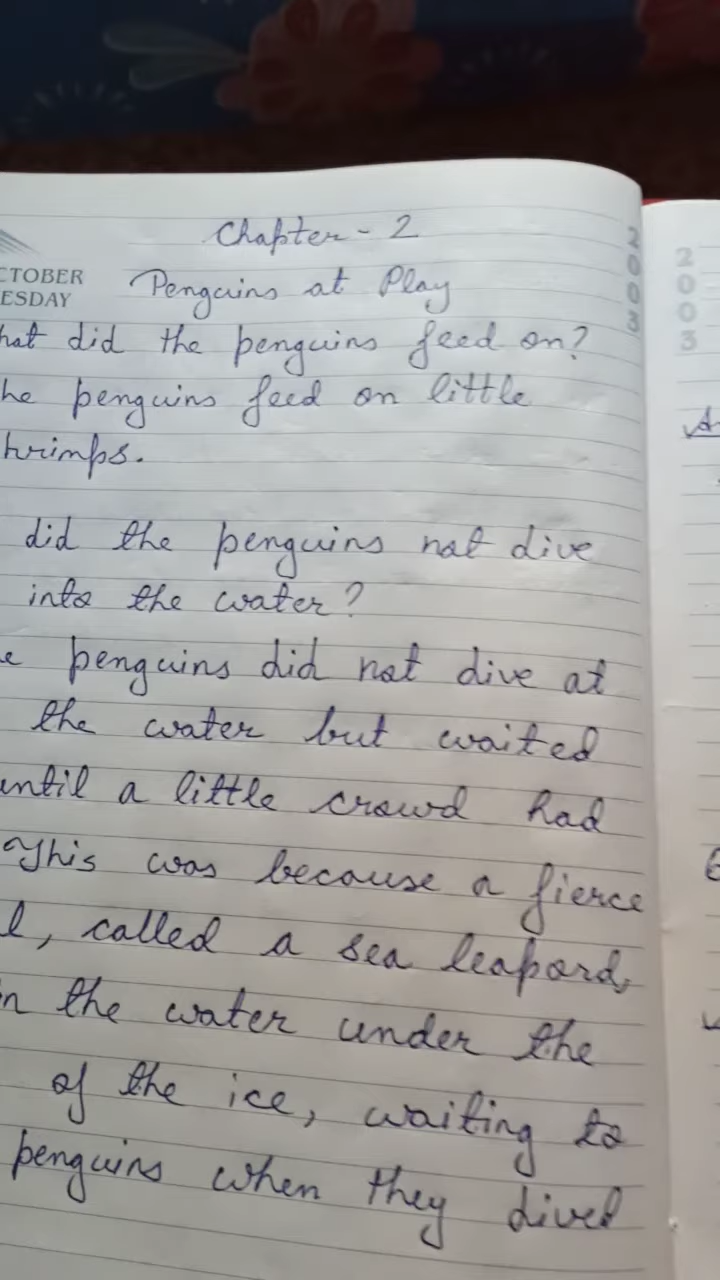 Chapter - 2
CTOBER
ESDAY
Penguins at Play
hat did the penguins feed on?
he penguins feed on little
hrimps.
did the penguins not dive
into the water?
e penguins did not dive at
the water but waited
until a little crowd had
This was because a fierce
l, called a sea leapord,
n the water under the
of the ice, waiting to
penguins when they dived
2003
2003